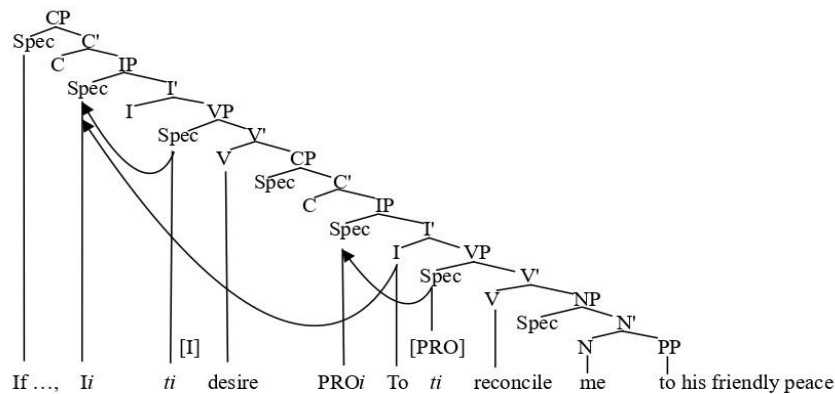 CP
Spec C'
C IP
Spec I'
I VP
Spec V'
V CP
Spec C'
C IP
Spec I'
I VP
Spec V'
V NP
Spec N'
[I] [PRO] N PP
If …, Ii ti desire PROi To ti reconcile me to his friendly peace